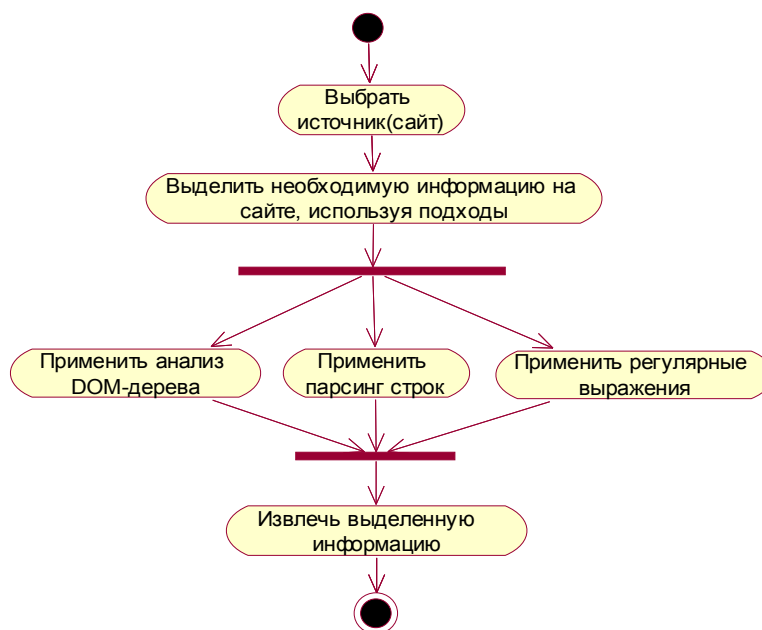 Выбрать
источник(сайт)
Выделить необходимую информацию на
сайте, используя подходы
Применить анализ
DOM-дерева
Применить
парсинг строк
Применить регулярные
выражения
Извлечь выделенную
информацию